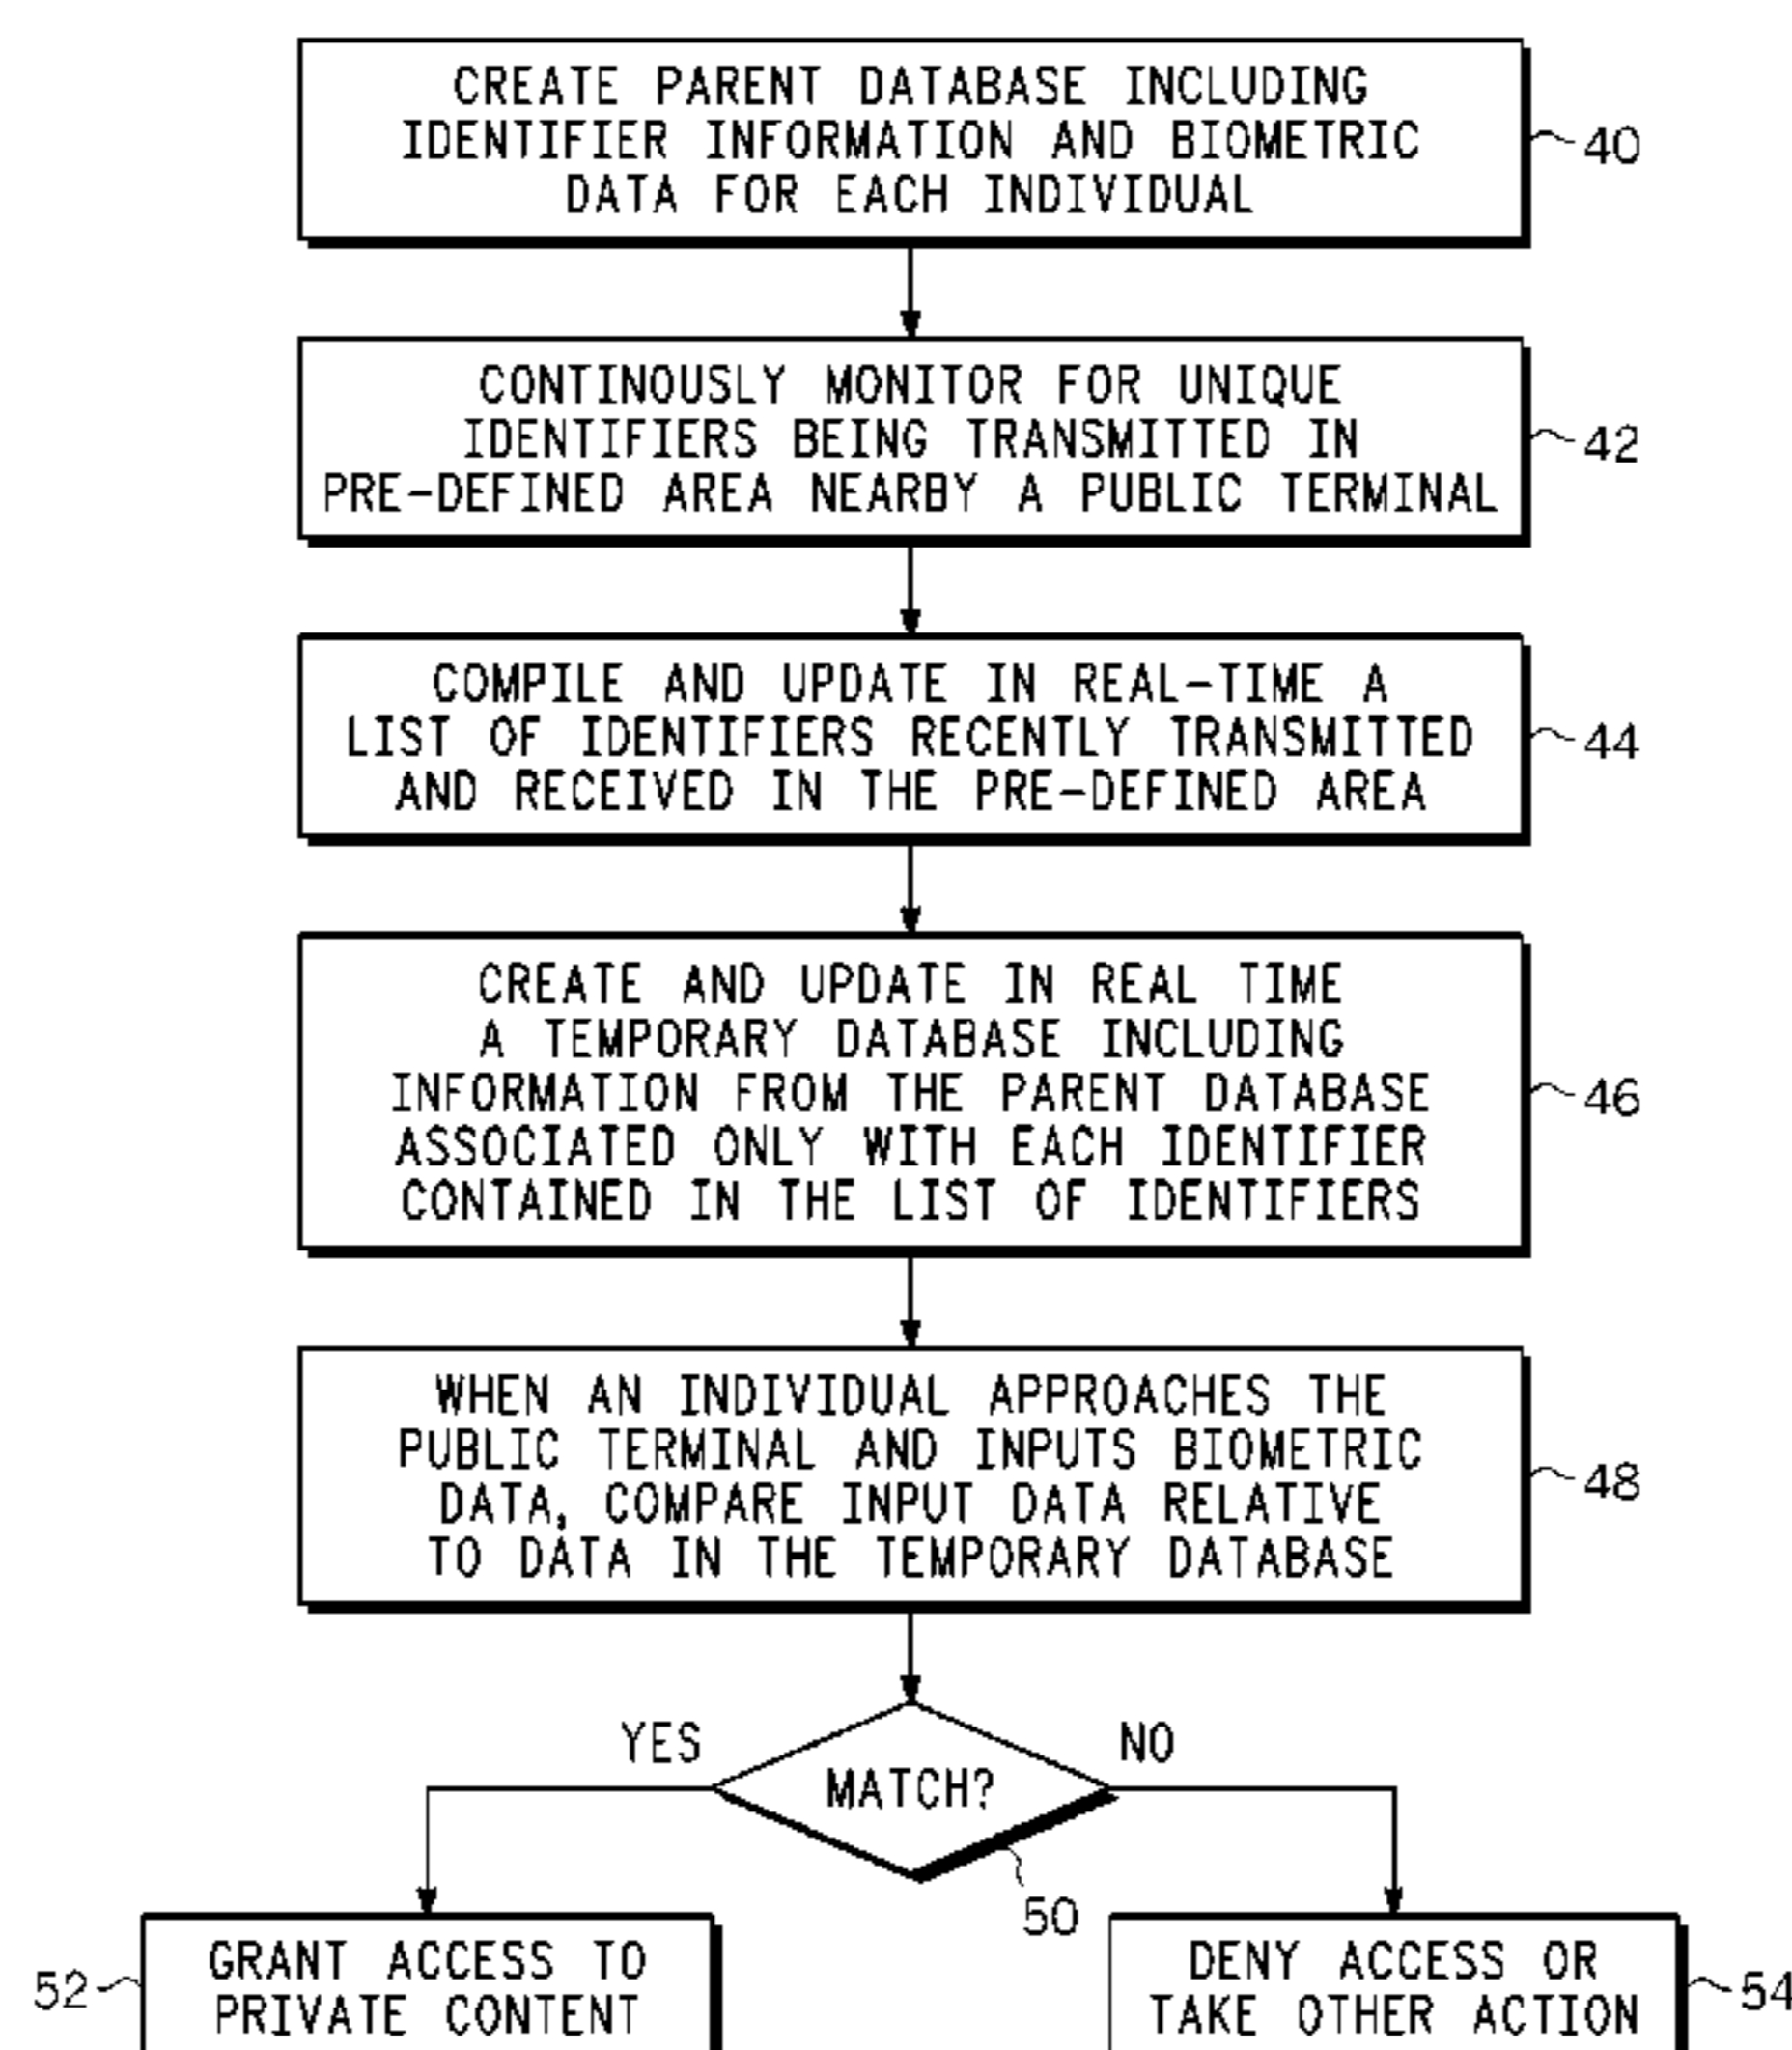 CREATE PARENT DATABASE INCLUDING
IDENTIFIER INFORMATION AND BIOMETRIC
DATA FOR EACH INDIVIDUAL
40
CONTINOUSLY MONITOR FOR UNIQUE
IDENTIFIERS BEING TRANSMITTED IN
PRE-DEFINED AREA NEARBY A PUBLIC TERMINAL
42
COMPILE AND UPDATE IN REAL-TIME A
LIST OF IDENTIFIERS RECENTLY TRANSMITTED
AND RECEIVED IN THE PRE-DEFINED AREA
44
CREATE AND UPDATE IN REAL TIME
A TEMPORARY DATABASE INCLUDING
INFORMATION FROM THE PARENT DATABASE
ASSOCIATED ONLY WITH EACH IDENTIFIER
CONTAINED IN THE LIST OF IDENTIFIERS
46
WHEN AN INDIVIDUAL APPROACHES THE
PUBLIC TERMINAL AND INPUTS BIOMETRIC
DATA, COMPARE INPUT DATA RELATIVE
TO DATA IN THE TEMPORARY DATABASE
48
YES
NO
MATCH?
50
52
GRANT ACCESS TO
PRIVATE CONTENT
DENY ACCESS OR
TAKE OTHER ACTION
54